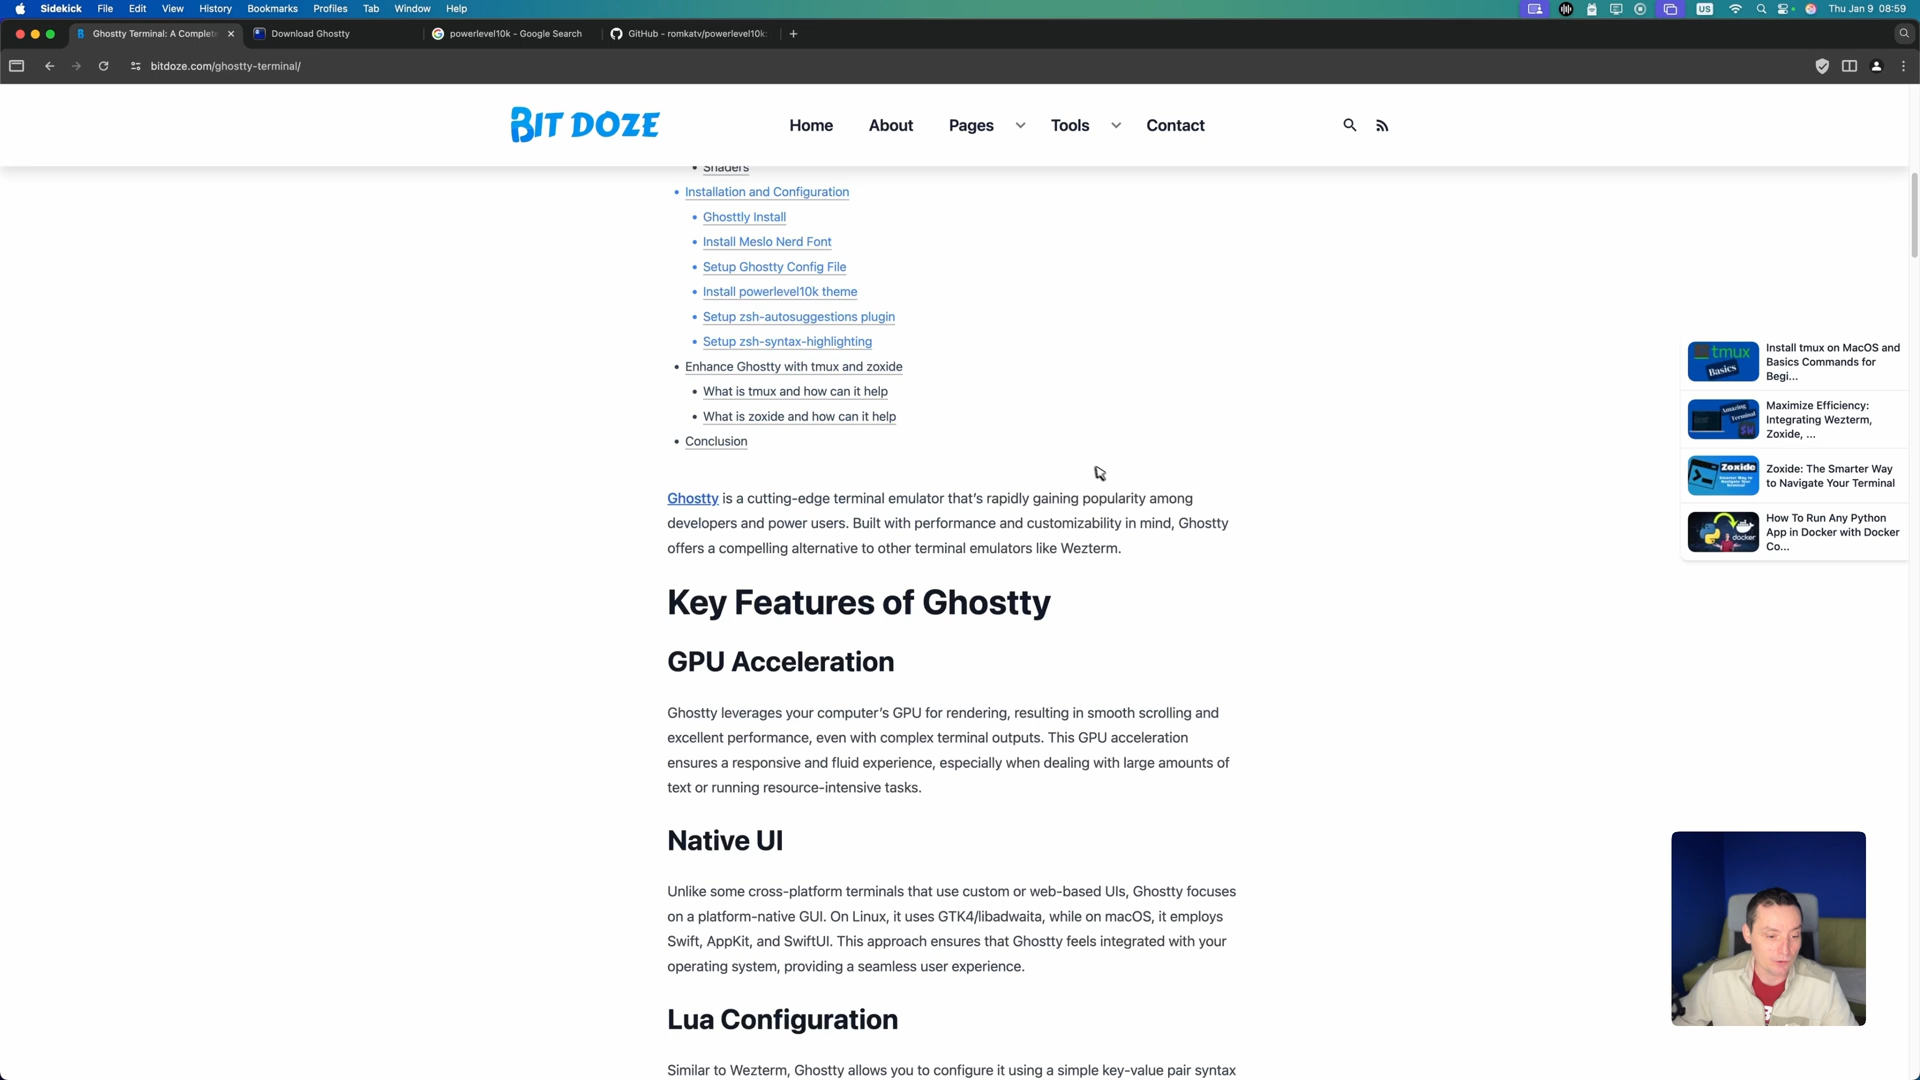 Sidekick File Edit View History Bookmarks Profiles Tab Window Help US Thu Jan 9 08:59
Ghostty Terminal: A Complete Download Ghostty powerlevel10k - Google Search GitHub - romkatv/powerlevel10k:
bitdoze.com/ghostty-terminal/
BIT DOZE Home About Pages Tools Contact
Shaders
Installation and Configuration
Ghosttly Install
Install Meslo Nerd Font
Setup Ghostty Config File
Install powerlevel10k theme
Setup zsh-autosuggestions plugin
Setup zsh-syntax-highlighting
Enhance Ghostty with tmux and zoxide
What is tmux and how can it help
What is zoxide and how can it help
Conclusion
Ghostty is a cutting-edge terminal emulator that's rapidly gaining popularity among
developers and power users. Built with performance and customizability in mind, Ghostty
offers a compelling alternative to other terminal emulators like Wezterm.
Key Features of Ghostty
GPU Acceleration
Ghostty leverages your computer's GPU for rendering, resulting in smooth scrolling and
excellent performance, even with complex terminal outputs. This GPU acceleration
ensures a responsive and fluid experience, especially when dealing with large amounts of
text or running resource-intensive tasks.
Native UI
Unlike some cross-platform terminals that use custom or web-based UIs, Ghostty focuses
on a platform-native GUI. On Linux, it uses GTK4/libadwaita, while on macOS, it employs
Swift, AppKit, and SwiftUI. This approach ensures that Ghostty feels integrated with your
operating system, providing a seamless user experience.
Lua Configuration
Similar to Wezterm, Ghostty allows you to configure it using a simple key-value pair syntax
tmux
Basics
Install tmux on MacOS and
Basics Commands for
Begi...
Amazing
Terminal
Maximize Efficiency:
Integrating Wezterm,
Zoxide, ...
Zoxide
Zoxide: The Smarter Way
to Navigate Your Terminal
docker
How To Run Any Python
App in Docker with Docker
Co...